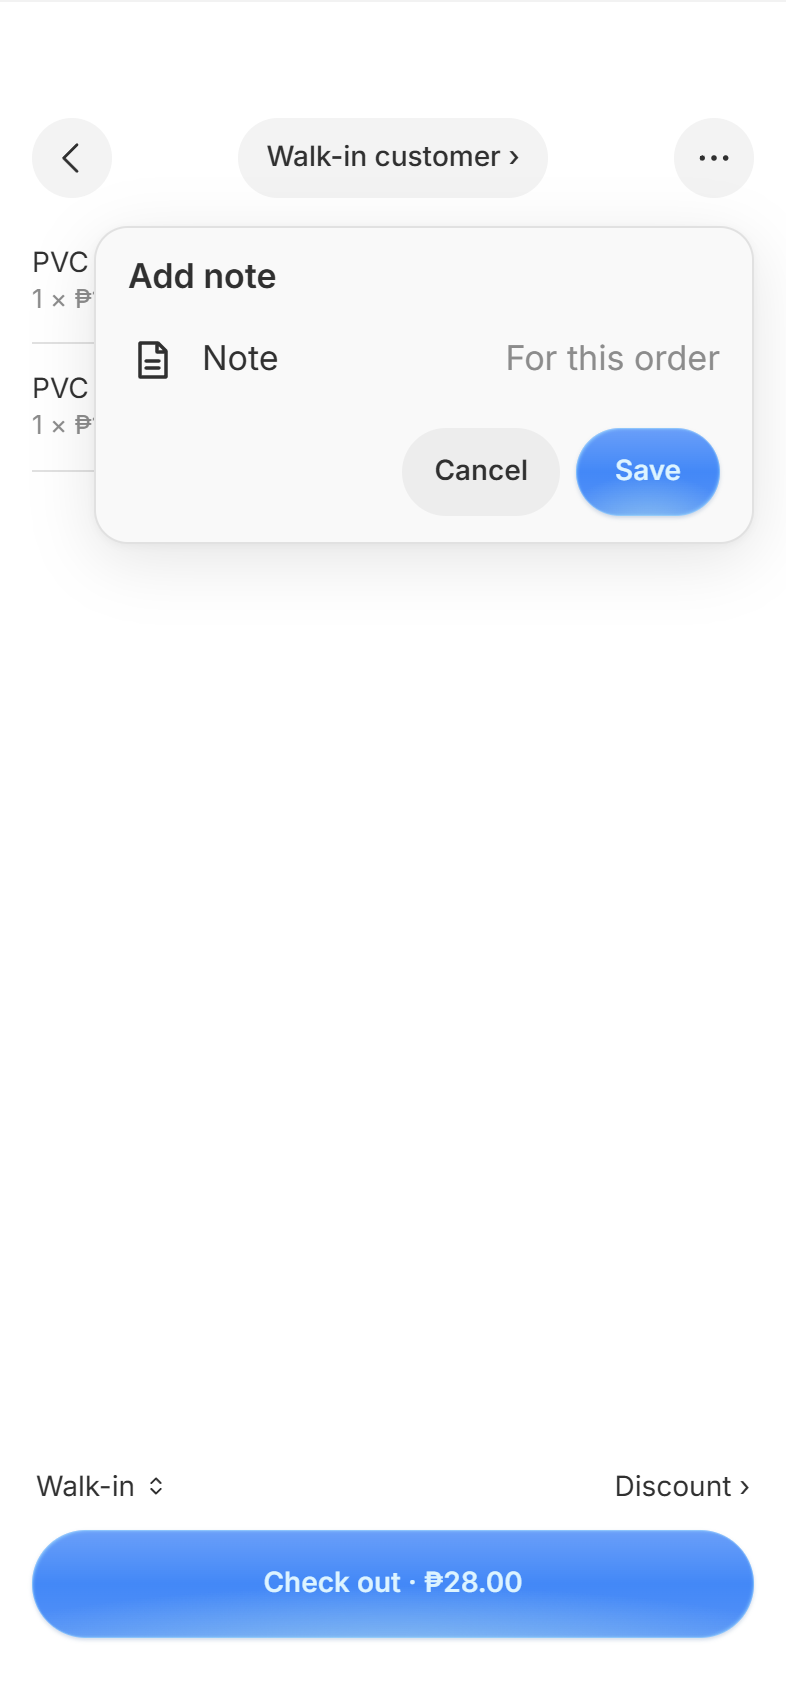 Walk-in customer ›
PVC
1 × ₱
PVC
1 × ₱
Add note
Note
For this order
Cancel
Save
Walk-in
Discount ›
Check out · ₱28.00